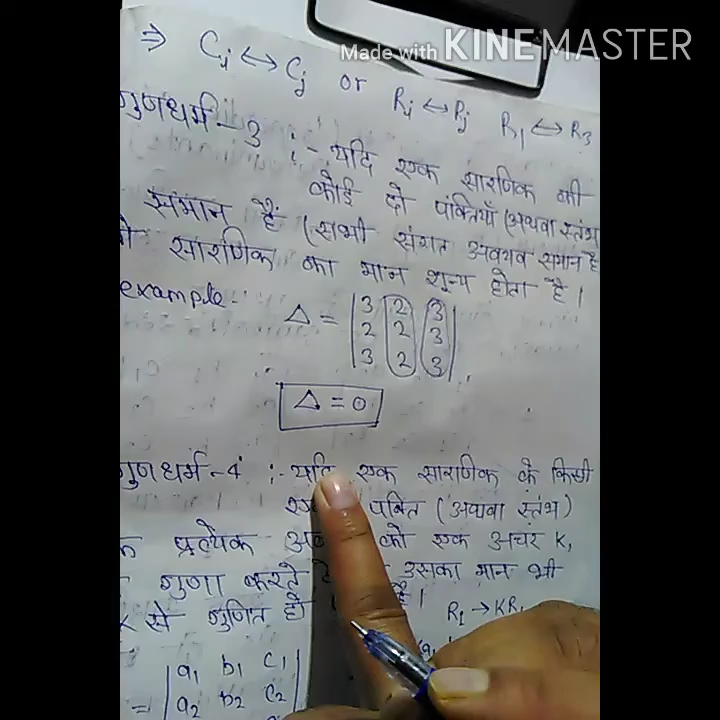 Made with KINEMASTER
⇒ Ci ↔ Cj or Ri ↔ Rj R1 ↔ R3
गुणधर्म-3 :- यदि एक सारणिक की
कोई दो पंक्तियाँ (अथवा स्तंभ
समान हैं (सभी संगत अवयव समान है
सारणिक का मान शून्य होता है।
example-
Δ = | 3 2 3 |
| 2 2 3 |
| 3 2 3 |
Δ = 0
गुणधर्म-4 :- यदि एक सारणिक के किसी
पंक्ति (अथवा स्तंभ)
प्रत्येक को एक अचर K,
गुणा करते उसका मान भी
से गुणित हो है।
R1 → KR1
= | a1 b1 c1 |
| a2 b2 c2 |